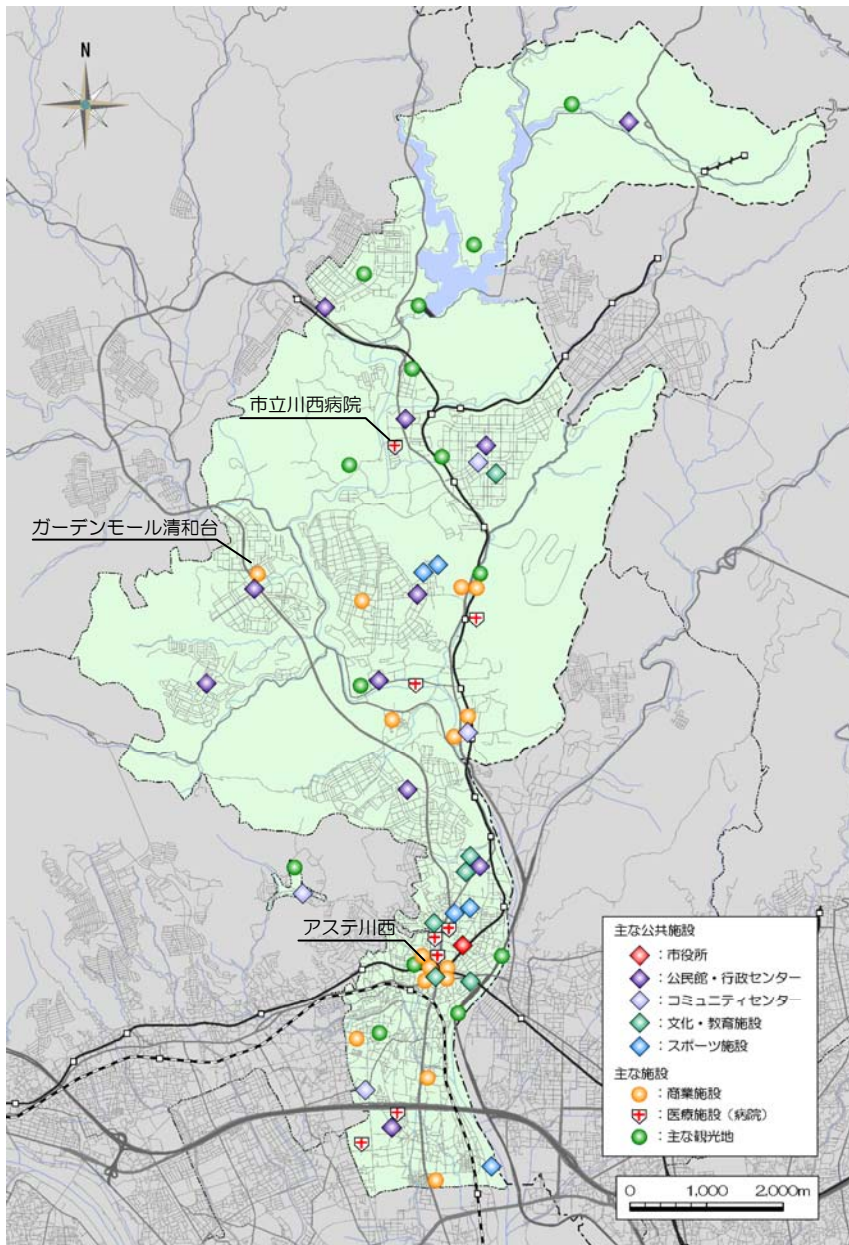 N
市立川西病院
ガーデンモール清和台
アステ川西
主な公共施設
：市役所
：公民館・行政センター
：コミュニティセンター
：文化・教育施設
：スポーツ施設
主な施設
：商業施設
：医療施設（病院）
：主な観光地
0 1,000 2,000m